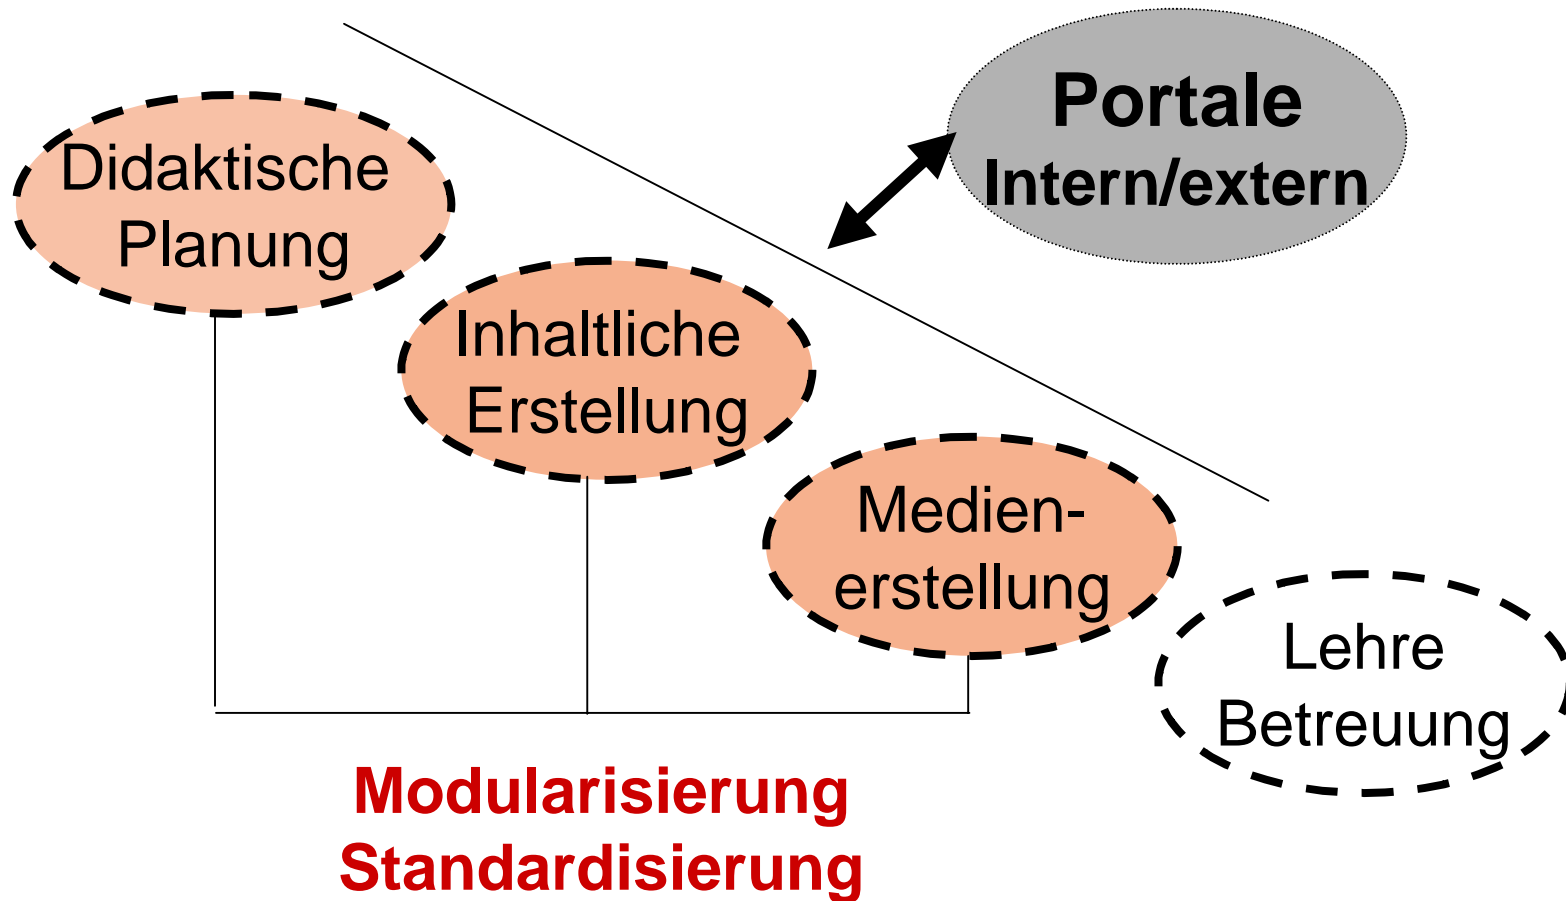 Portale
Intern/extern
Didaktische
Planung
Inhaltliche
Erstellung
Medien-
erstellung
Lehre
Betreuung
Modularisierung
Standardisierung